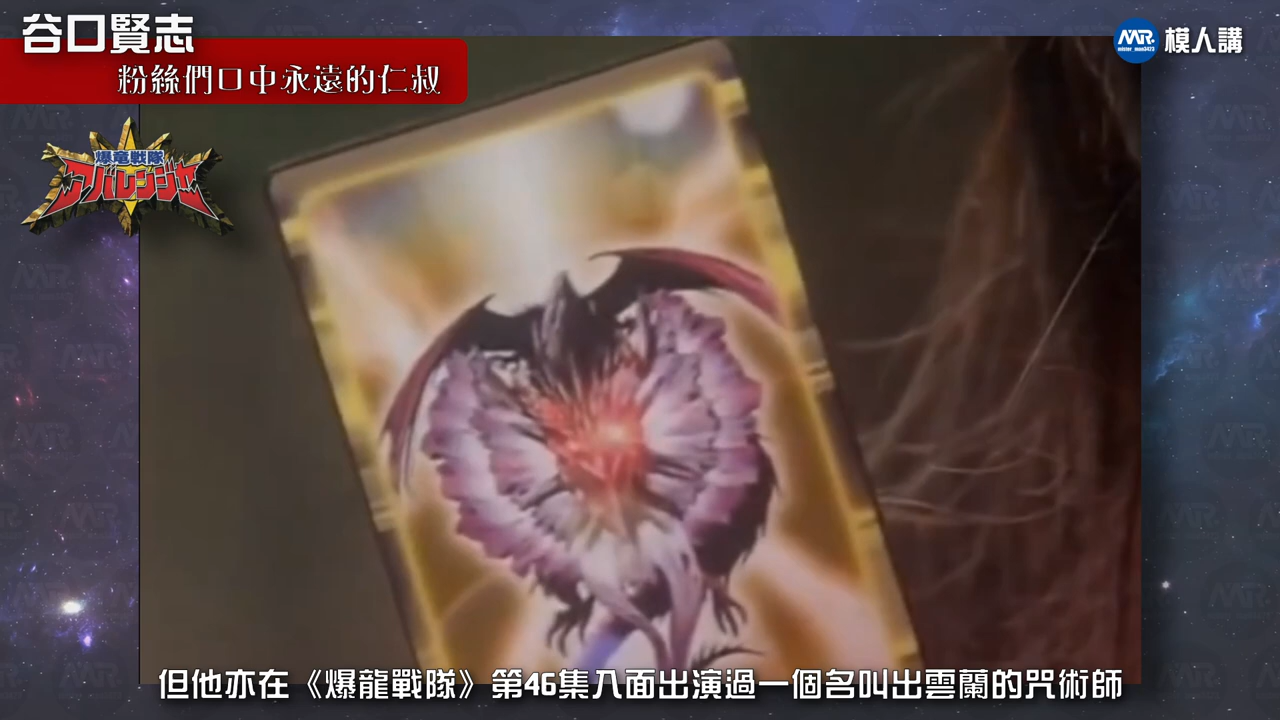 谷口賢志
粉絲們口中永遠的仁叔
MR.
mister_man3423
模人講
爆竜戦隊
アバレンジャー
但他亦在《爆龍戰隊》第46集入面出演過一個名叫出雲蘭的咒術師